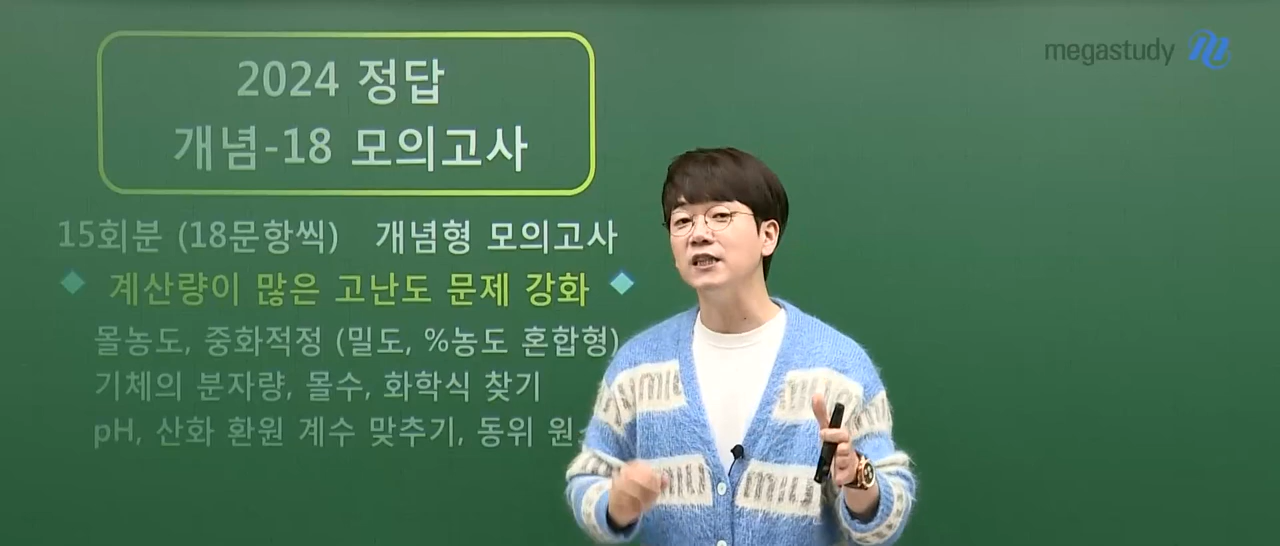 megastudy
2024 정답
개념-18 모의고사
15회분 (18문항씩) 개념형 모의고사
계산량이 많은 고난도 문제 강화
몰농도, 중화적정 (밀도, %농도 혼합형)
기체의 분자량, 몰수, 화학식 찾기
pH, 산화 환원 계수 맞추기, 동위 원
miu
miu